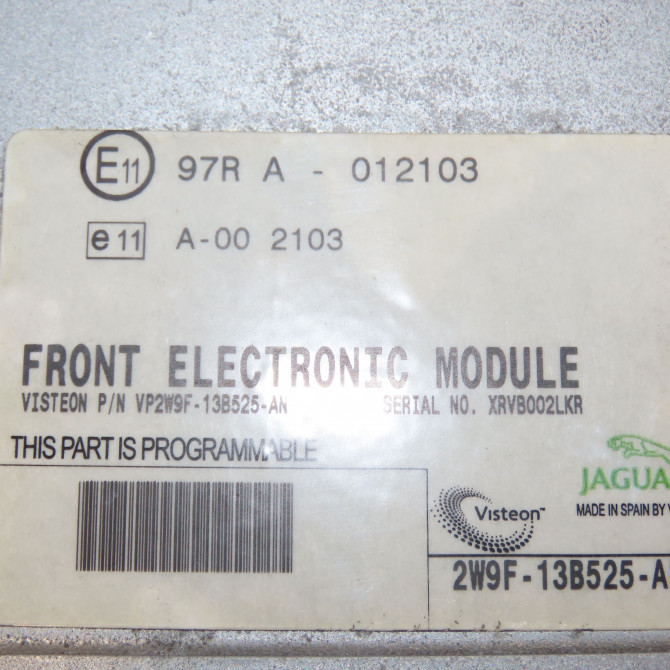 E11 97R A - 012103
e11 A-00 2103
FRONT ELECTRONIC MODULE
VISTEON P/N VP2W9F-13B525-AN SERIAL NO. XRVB002LKR
THIS PART IS PROGRAMMABLE
JAGUA
Visteon™
MADE IN SPAIN BY V
2W9F-13B525-A